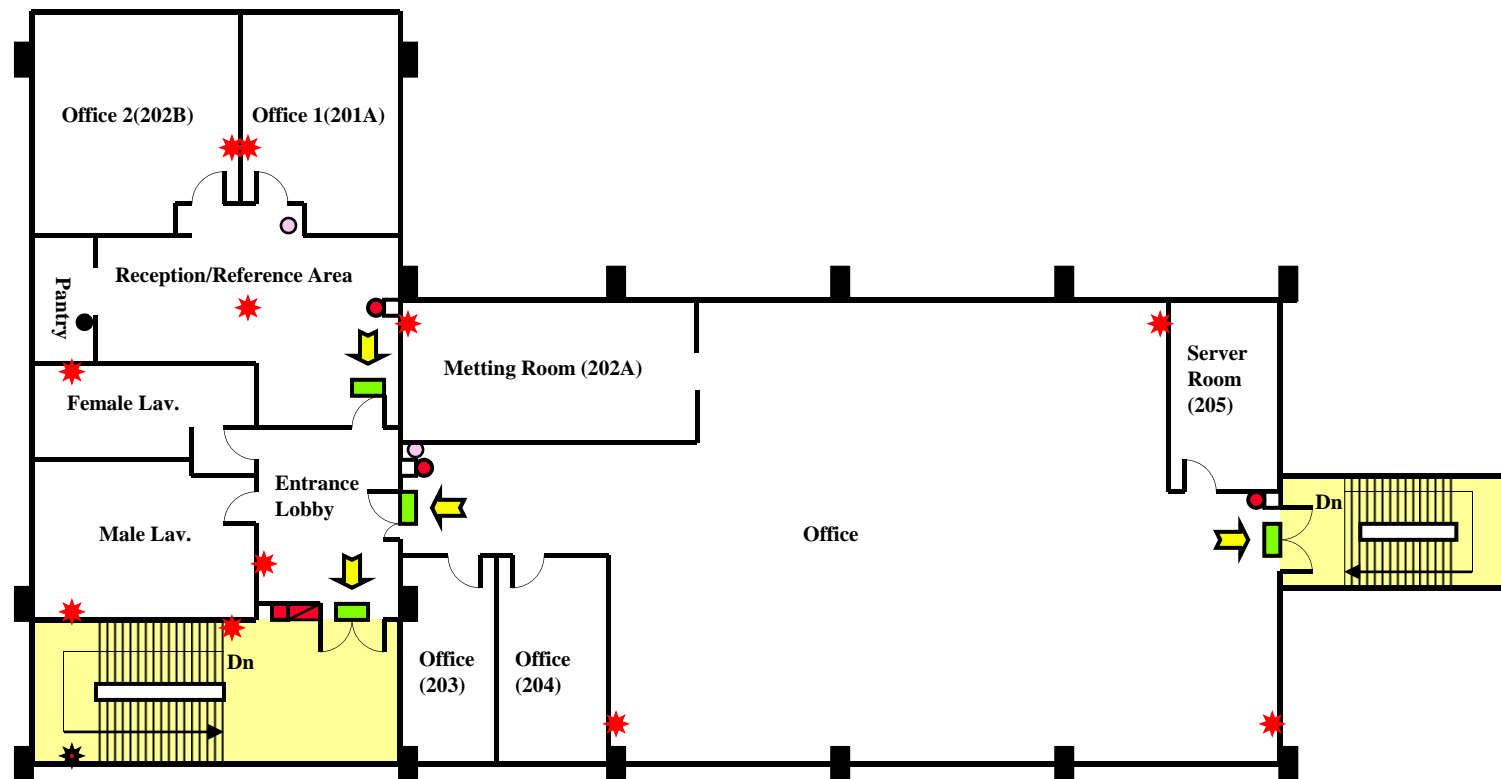 Office 2(202B)
Office 1(201A)
Reception/Reference Area
Pantry
Metting Room (202A)
Server
Room
(205)
Female Lav.
Entrance
Lobby
Male Lav.
Office
Dn
Office
(203)
Office
(204)
Dn